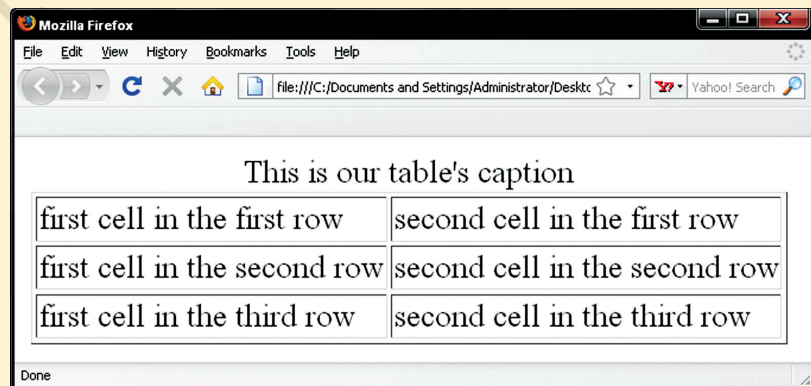 Mozilla Firefox
File Edit View History Bookmarks Tools Help
file:///C:/Documents and Settings/Administrator/Deskto Yahoo! Search
This is our table's caption
first cell in the first row second cell in the first row
first cell in the second row second cell in the second row
first cell in the third row second cell in the third row
Done